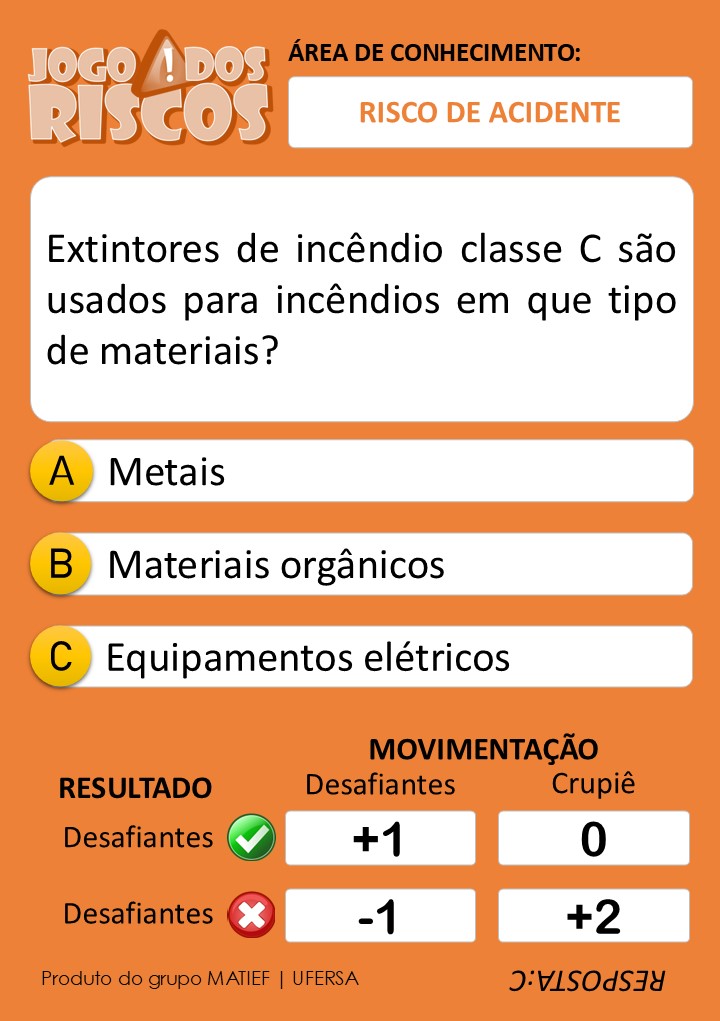 JOGO DOS
RISCOS
ÁREA DE CONHECIMENTO:
RISCO DE ACIDENTE
Extintores de incêndio classe C são
usados para incêndios em que tipo
de materiais?
A Metais
B Materiais orgânicos
C Equipamentos elétricos
MOVIMENTAÇÃO
RESULTADO Desafiantes Crupiê
Desafiantes +1 0
Desafiantes -1 +2
Produto do grupo MATIEF | UFERSA
RESPOSTA:C